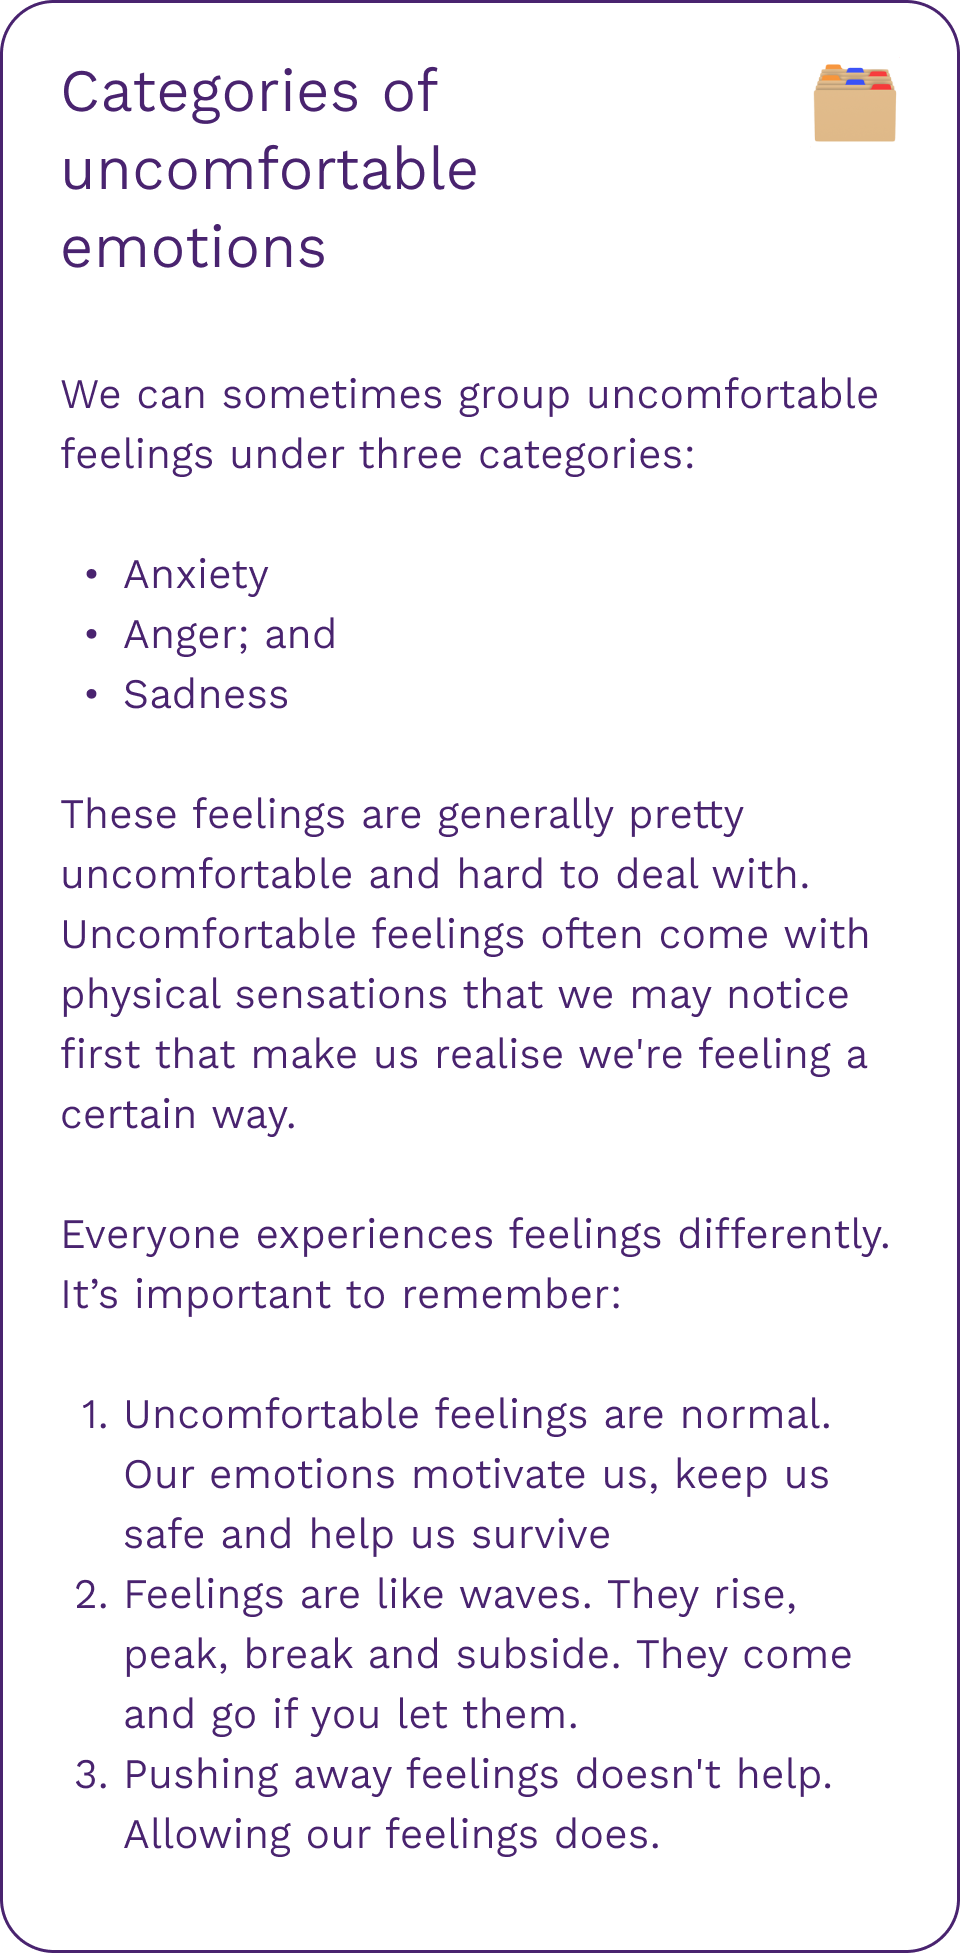 Categories of
uncomfortable
emotions
We can sometimes group uncomfortable
feelings under three categories:
• Anxiety
• Anger; and
• Sadness
These feelings are generally pretty
uncomfortable and hard to deal with.
Uncomfortable feelings often come with
physical sensations that we may notice
first that make us realise we're feeling a
certain way.
Everyone experiences feelings differently.
It’s important to remember:
1. Uncomfortable feelings are normal.
Our emotions motivate us, keep us
safe and help us survive
2. Feelings are like waves. They rise,
peak, break and subside. They come
and go if you let them.
3. Pushing away feelings doesn't help.
Allowing our feelings does.